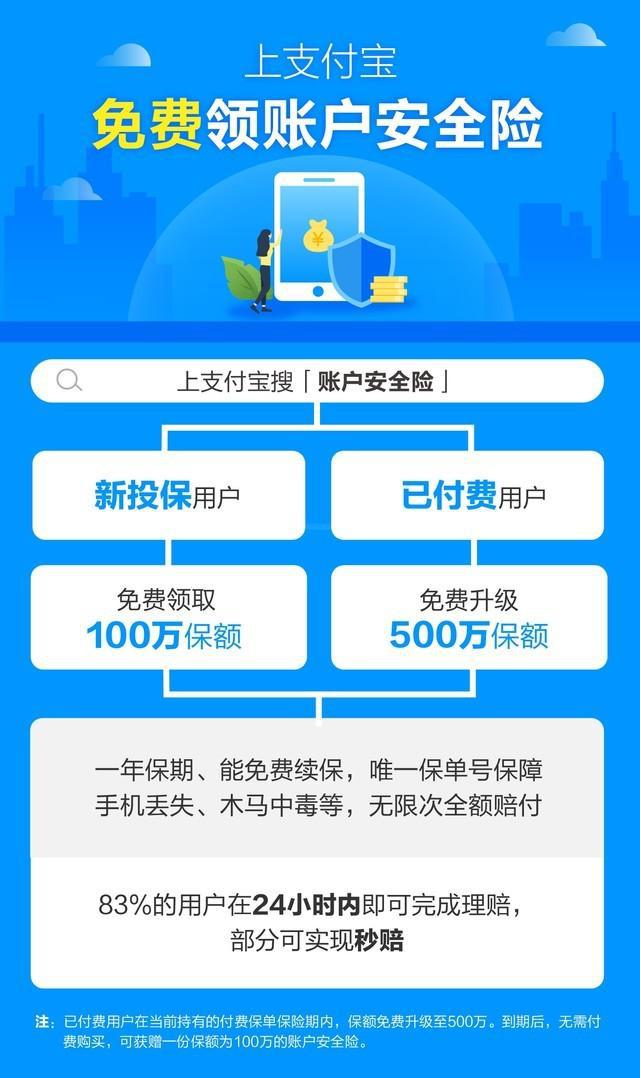 上支付宝
免费领账户安全险
¥
上支付宝搜「账户安全险」
新投保用户
已付费用户
免费领取
100万保额
免费升级
500万保额
一年保期、能免费续保，唯一保单号保障
手机丢失、木马中毒等，无限次全额赔付
83%的用户在24小时内即可完成理赔，
部分可实现秒赔
注：已付费用户在当前持有的付费保单保险期内，保额免费升级至500万。到期后，无需付
费购买，可获赠一份保额为100万的账户安全险。